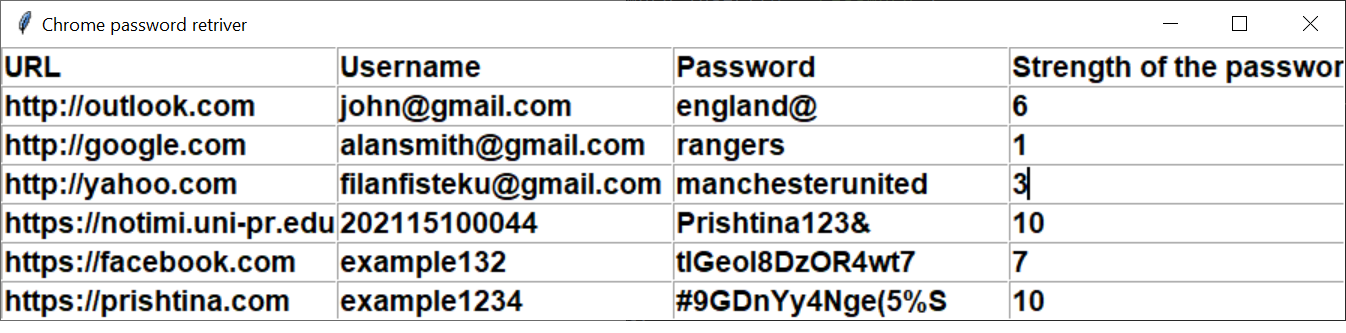 Chrome password retriver
URL Username Password Strength of the passwor
http://outlook.com john@gmail.com england@ 6
http://google.com alansmith@gmail.com rangers 1
http://yahoo.com filanfisteku@gmail.com manchesterunited 3
https://notimi.uni-pr.edu 202115100044 Prishtina123& 10
https://facebook.com example132 tlGeol8DzOR4wt7 7
https://prishtina.com example1234 #9GDnYy4Nge(5%S 10